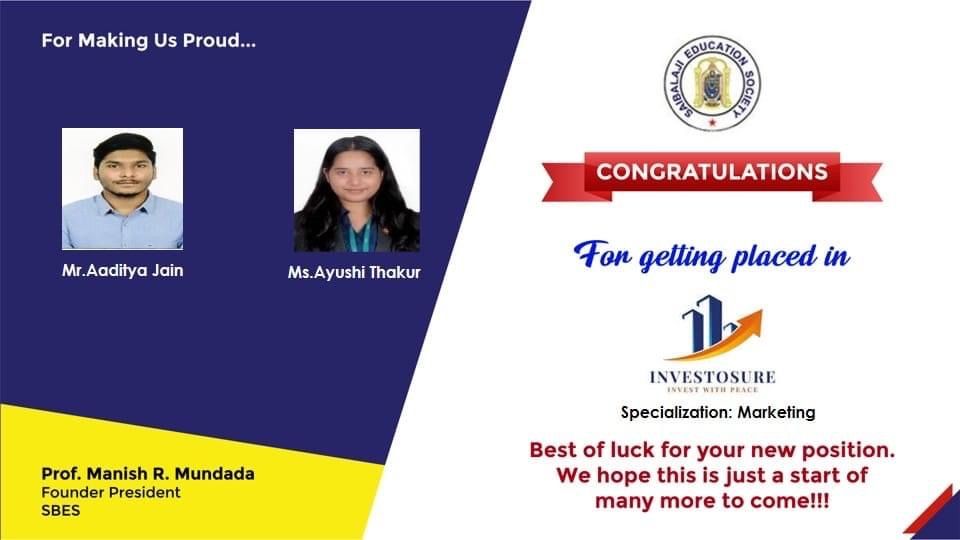 For Making Us Proud...
Mr.Aaditya Jain
Ms.Ayushi Thakur
Prof. Manish R. Mundada
Founder President
SBES
SAIBALAJI EDUCATION SOCIETY
CONGRATULATIONS
For getting placed in
INVESTOSURE
INVEST WITH PEACE
Specialization: Marketing
Best of luck for your new position.
We hope this is just a start of
many more to come!!!